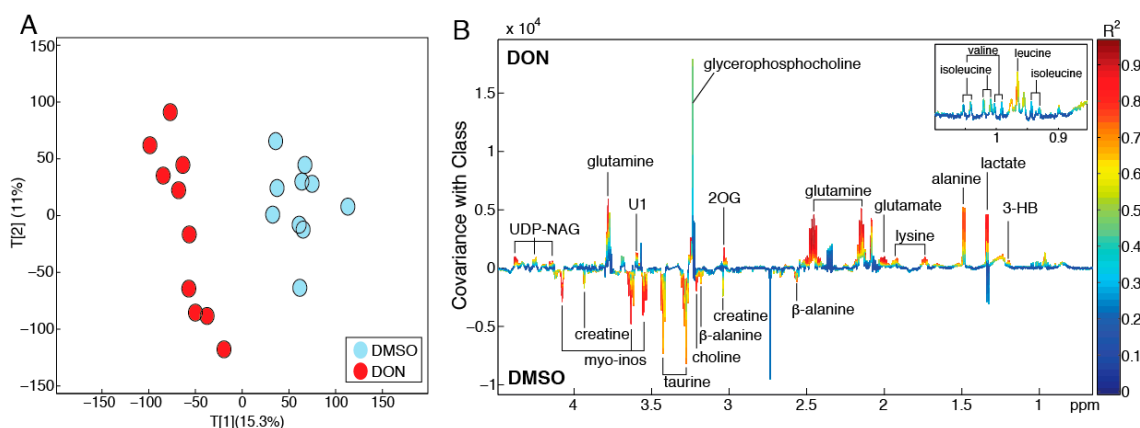 A
150
100
50
0
−50
−100
−150
T[2] (11%)
−150 −100 −50 0 50 100 150
T[1](15.3%)
DMSO
DON
B
x 10⁴
1.5
1
0.5
0
−0.5
−1
Covariance with Class
DON
DMSO
glycerophosphocholine
glutamine
U1
2OG
UDP-NAG
glutamine
glutamate
lysine
alanine
lactate
3-HB
creatine
myo-inos
taurine
choline
β-alanine
creatine
β-alanine
4 3.5 3 2.5 2 1.5 1 ppm
valine
leucine
isoleucine
isoleucine
1 0.9
R²
0.9
0.8
0.7
0.6
0.5
0.4
0.3
0.2
0.1
0